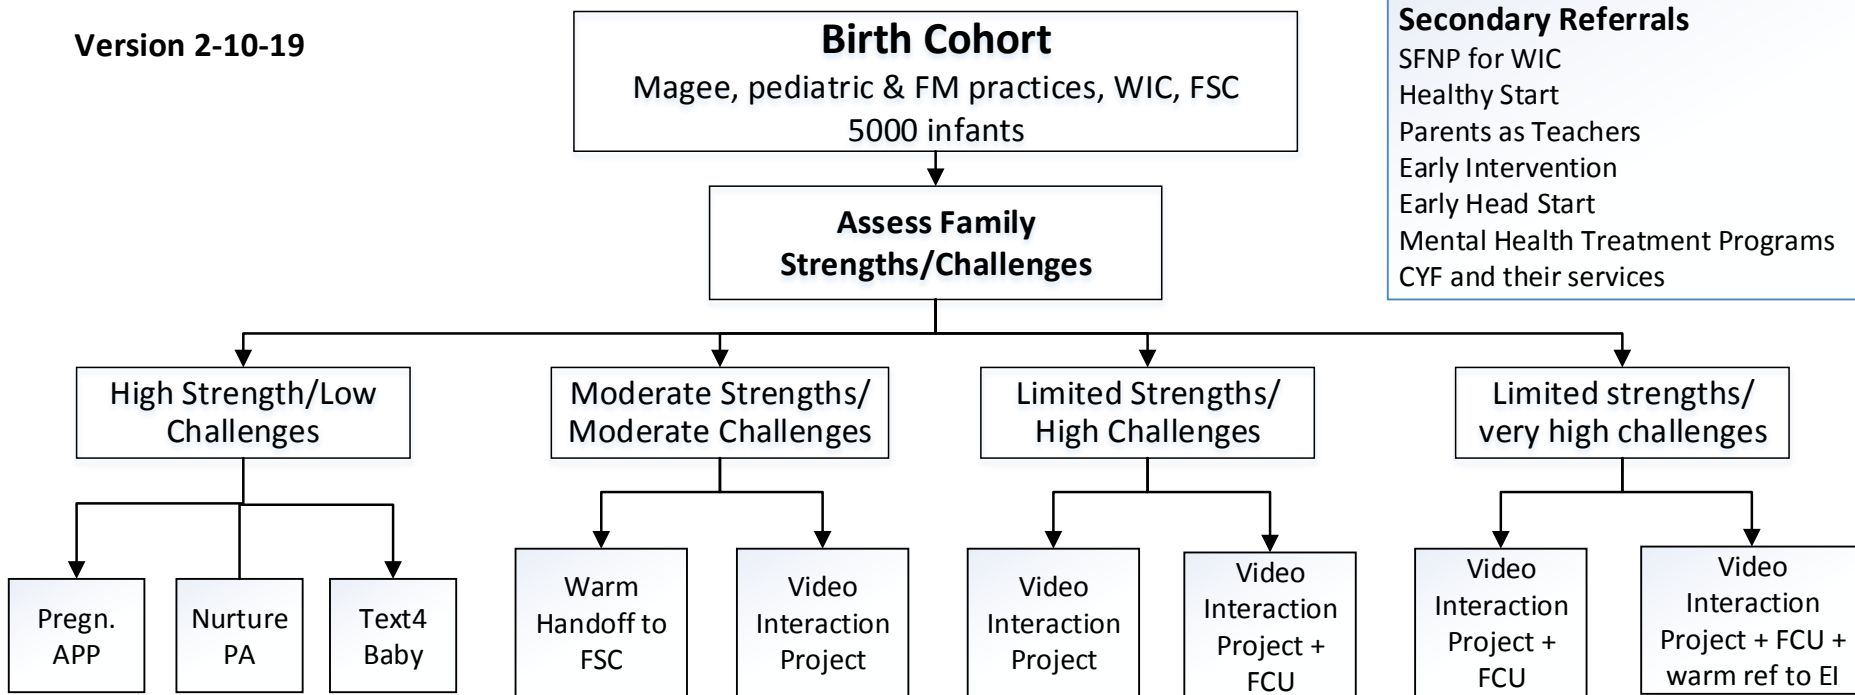 Version 2-10-19
Birth Cohort
Magee, pediatric & FM practices, WIC, FSC
5000 infants
Secondary Referrals
SFNP for WIC
Healthy Start
Parents as Teachers
Early Intervention
Early Head Start
Mental Health Treatment Programs
CYF and their services
Assess Family
Strengths/Challenges
High Strength/Low
Challenges
Moderate Strengths/
Moderate Challenges
Limited Strengths/
High Challenges
Limited strengths/
very high challenges
Pregn.
APP
Nurture
PA
Text4
Baby
Warm
Handoff to
FSC
Video
Interaction
Project
Video
Interaction
Project
Video
Interaction
Project +
FCU
Video
Interaction
Project +
FCU
Video
Interaction
Project + FCU +
warm ref to EI